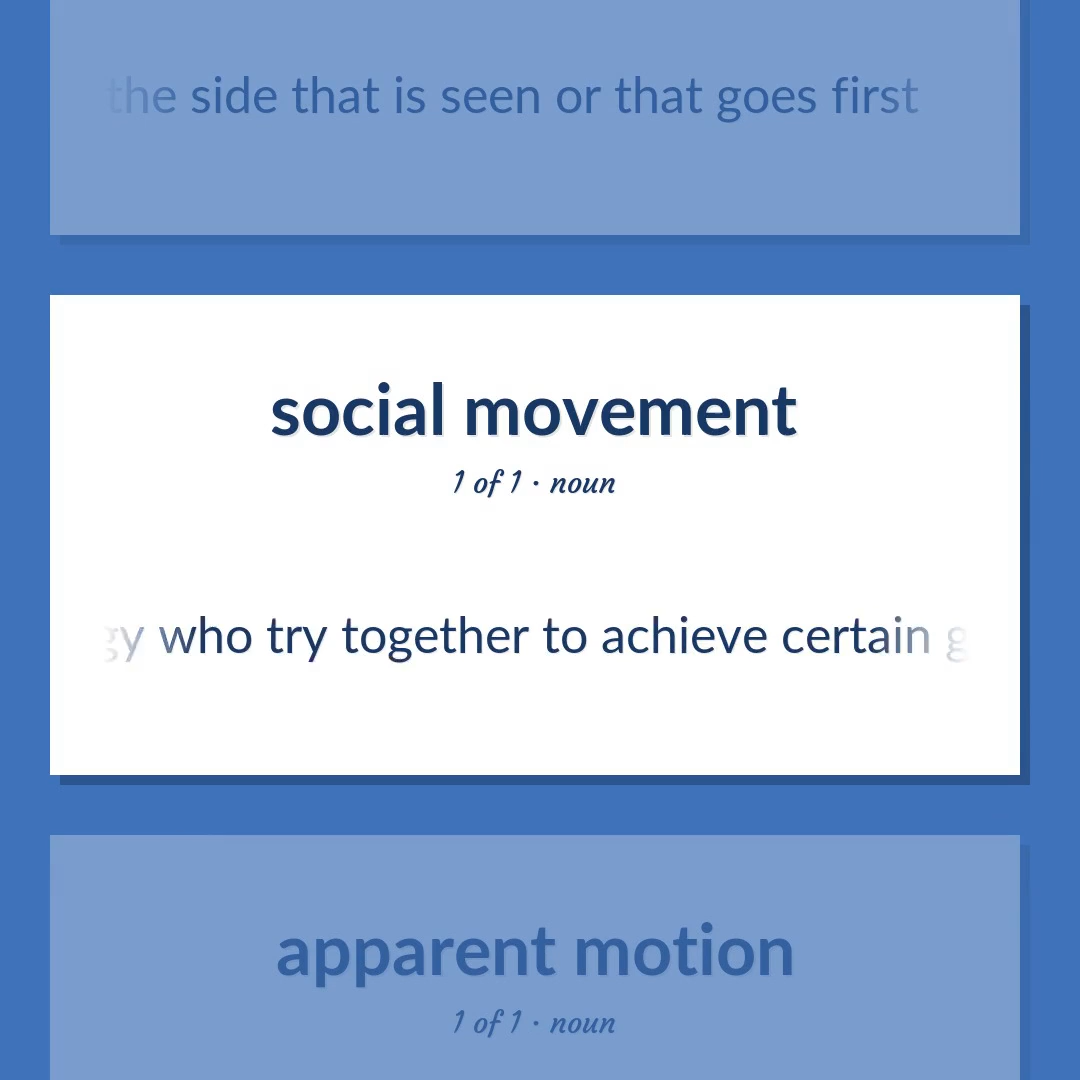 the side that is seen or that goes first
social movement
1 of 1 · noun
gy who try together to achieve certain g
apparent motion
1 of 1 · noun